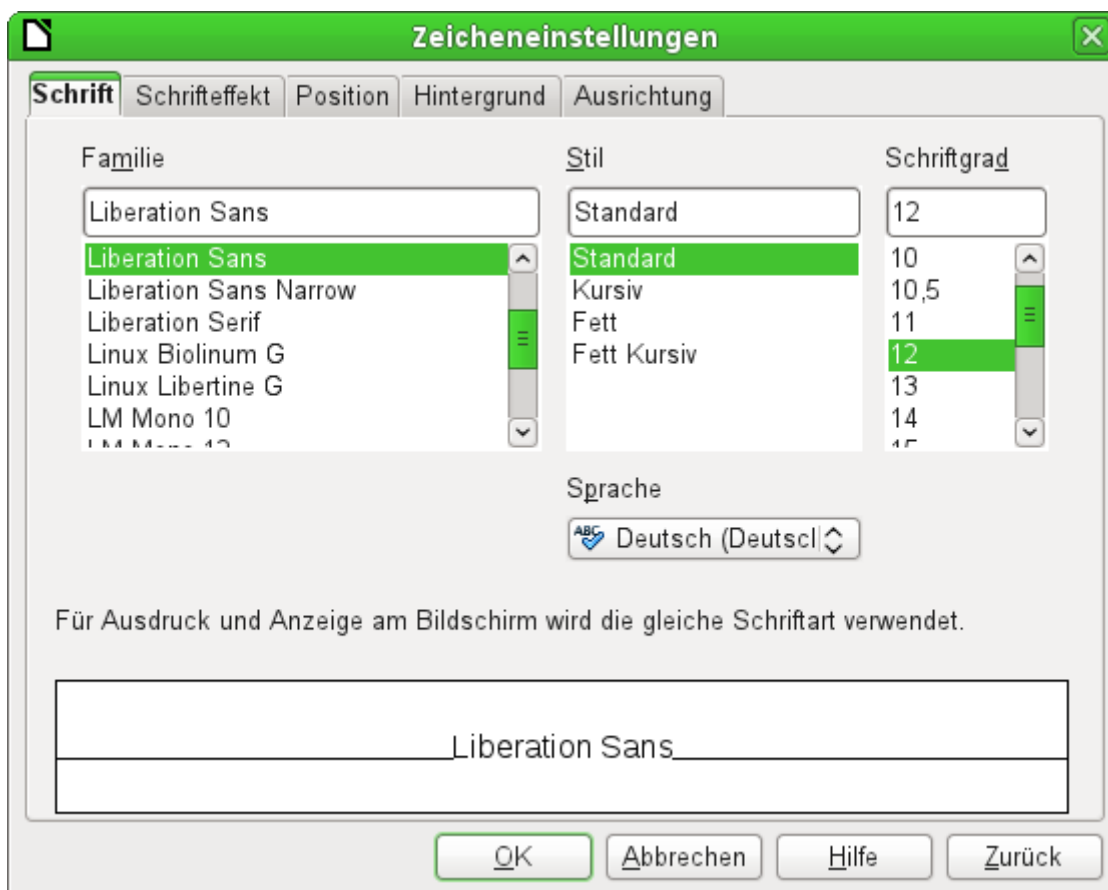 Zeicheneinstellungen
Schrift Schrifteffekt Position Hintergrund Ausrichtung
Familie Stil Schriftgrad
Liberation Sans Standard 12
Liberation Sans Standard 10
Liberation Sans Narrow Kursiv 10,5
Liberation Serif Fett 11
Linux Biolinum G Fett Kursiv 12
Linux Libertine G 13
LM Mono 10 14
Sprache
ABC Deutsch
Für Ausdruck und Anzeige am Bildschirm wird die gleiche Schriftart verwendet.
Liberation Sans
OK Abbrechen Hilfe Zurück